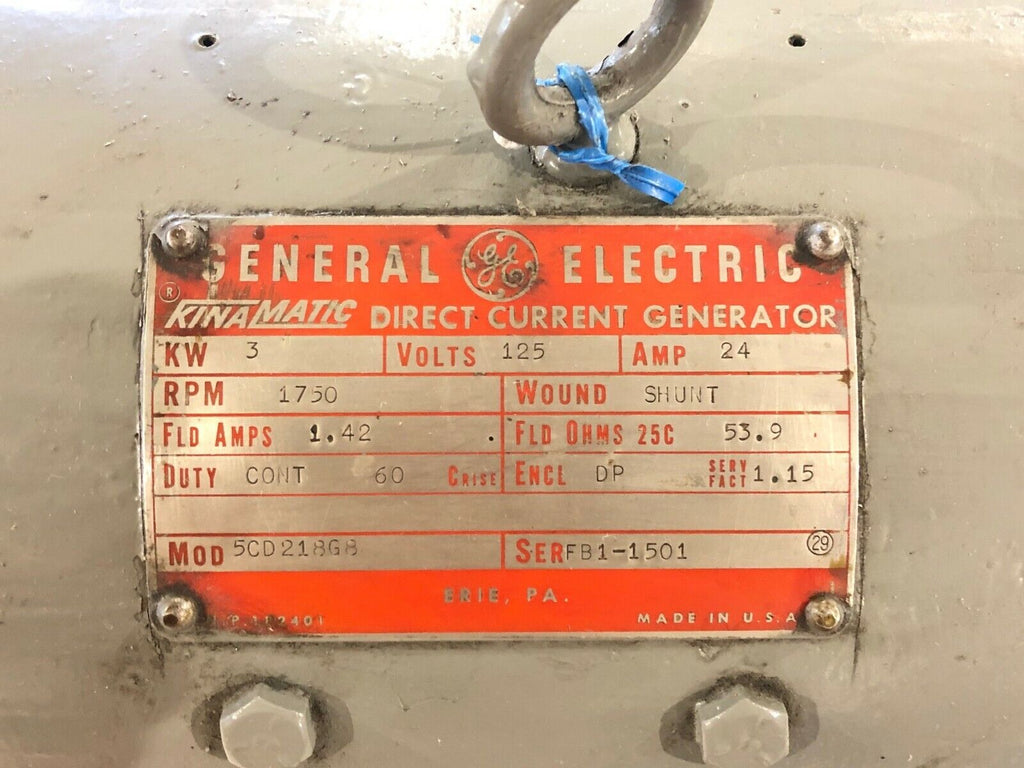 GENERAL GE ELECTRIC
® KINAMATIC DIRECT CURRENT GENERATOR
KW 3 VOLTS 125 AMP 24
RPM 1750 WOUND SHUNT
FLD AMPS 1.42 FLD OHMS 25C 53.9
DUTY CONT 60 CRISE ENCL DP SERV FACT 1.15
MOD 5CD218G8 SER FB1-1501 29
ERIE, PA.
MADE IN U.S.A